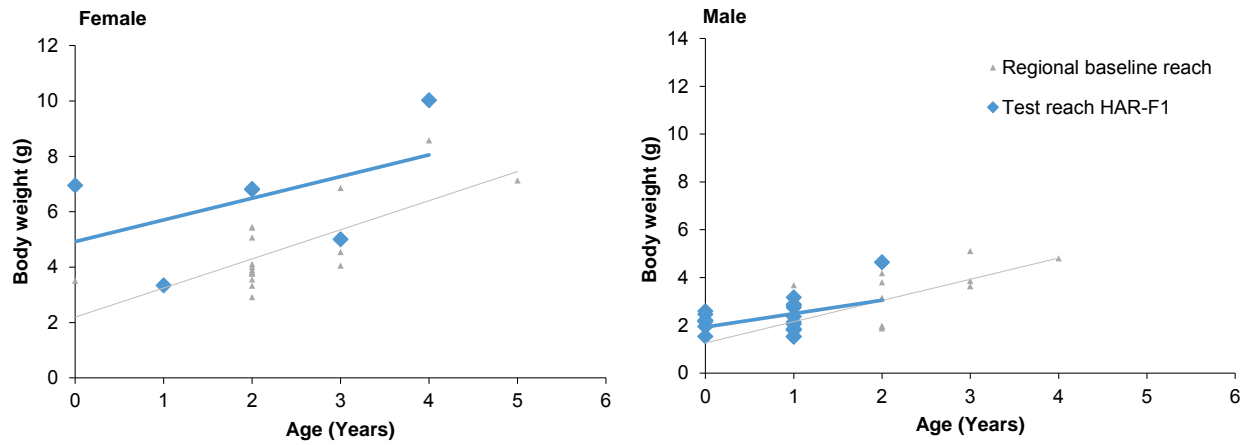 Female
12
10
8
6
4
2
0
Body weight (g)
0 1 2 3 4 5 6
Age (Years)
Male
14
12
10
8
6
4
2
0
Body weight (g)
0 1 2 3 4 5 6
Age (Years)
Regional baseline reach
Test reach HAR-F1